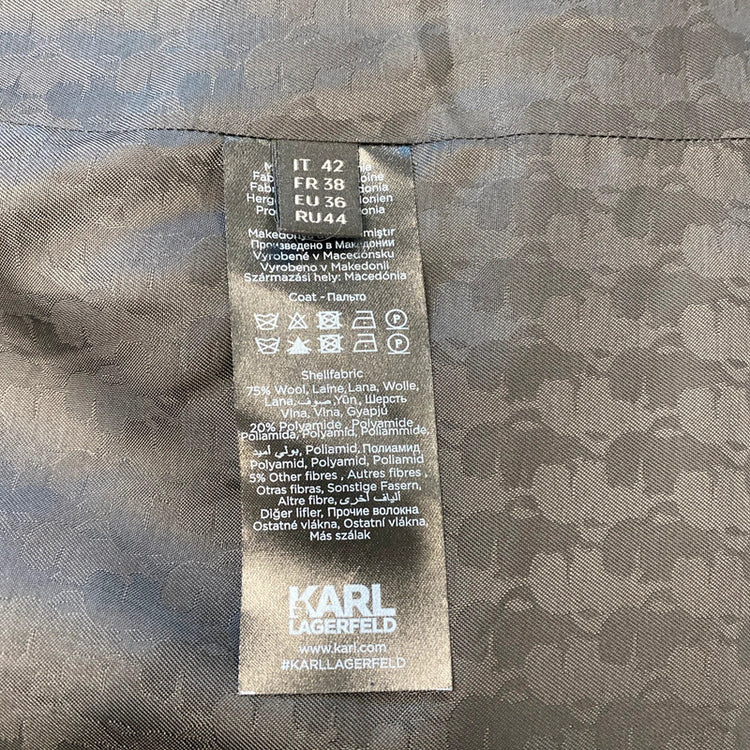 IT 42
FR 38
EU 36
RU44
Произведено в Македонии
Vyrobené v Macedónsku
Vyrobeno v Makedonii
Származási hely: Macedónia
Coat - Пальто
P
P
Shellfabric
75% Wool, Laine,Lana, Wolle,
Lana, صوف, Yün, Шерсть
Vlna, Vlna, Gyapjú
20% Polyamide, Polyamide,
Poliamida, Polyamid, Poliammide,
بولي أميد, Poliamid, Полиамид
Polyamid, Polyamid, Poliamid
5% Other fibres , Autres fibres ,
Otras fibras, Sonstige Fasern,
Altre fibre, ألياف أخرى
Diğer lifler, Прочие волокна
Ostatné vlákna, Ostatní vlákna,
Más szálak
KARL
LAGERFELD
www.karl.com
#KARLLAGERFELD